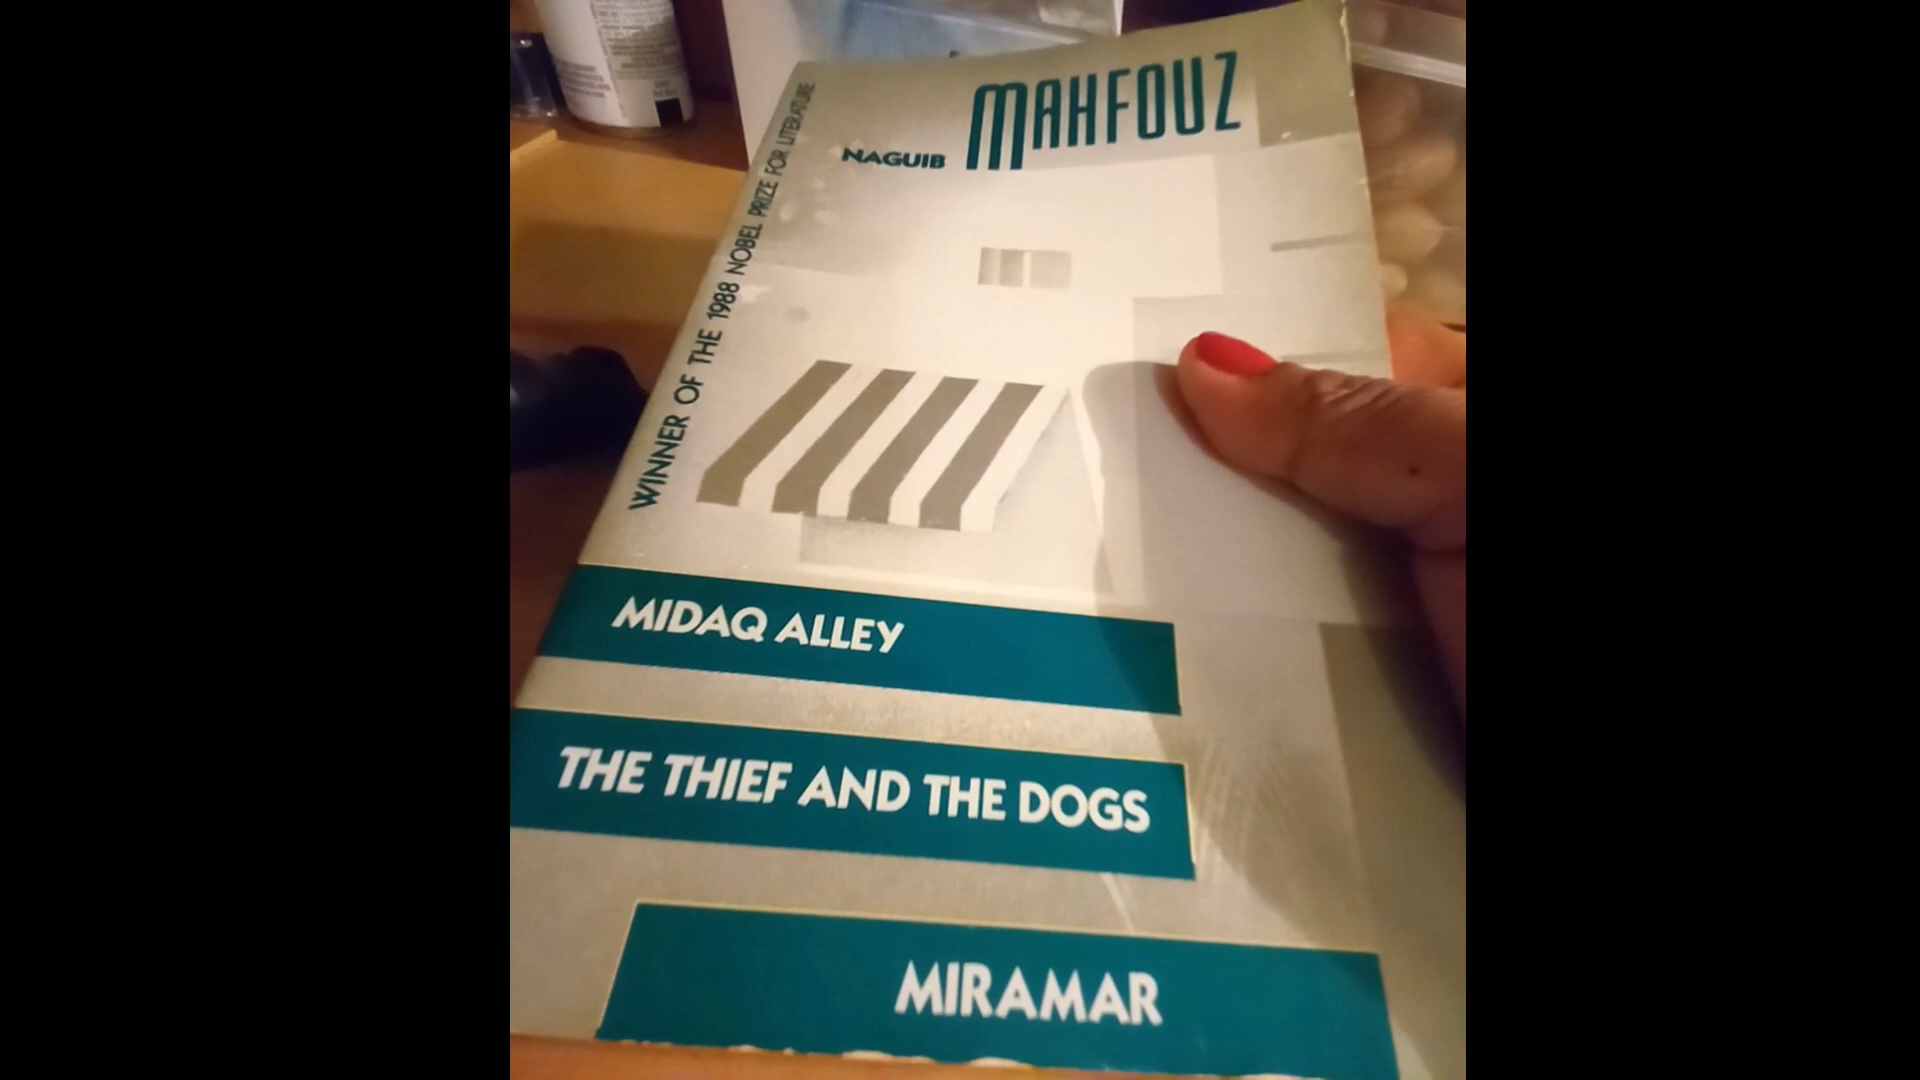 NAGUIB MAHFOUZ
WINNER OF THE 1988 NOBEL PRIZE FOR LITERATURE
MIDAQ ALLEY
THE THIEF AND THE DOGS
MIRAMAR